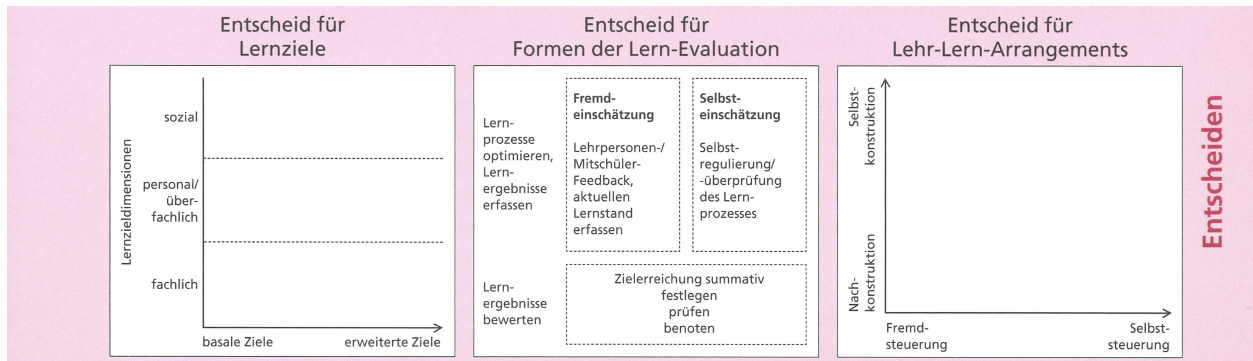 Entscheid für
Lernziele
Lernzieldimensionen
sozial
personal/
über-
fachlich
fachlich
basale Ziele
erweiterte Ziele
Entscheid für
Formen der Lern-Evaluation
Lern-
prozesse
optimieren,
Lern-
ergebnisse
erfassen
Fremd-
einschätzung
Lehrpersonen-/
Mitschüler-
Feedback,
aktuellen
Lernstand
erfassen
Selbst-
einschätzung
Selbst-
regulierung/
-überprüfung
des Lern-
prozesses
Lern-
ergebnisse
bewerten
Zielerreichung summativ
festlegen
prüfen
benoten
Entscheid für
Lehr-Lern-Arrangements
Selbst-
konstruktion
Nach-
konstruktion
Fremd-
steuerung
Selbst-
steuerung
Entscheiden